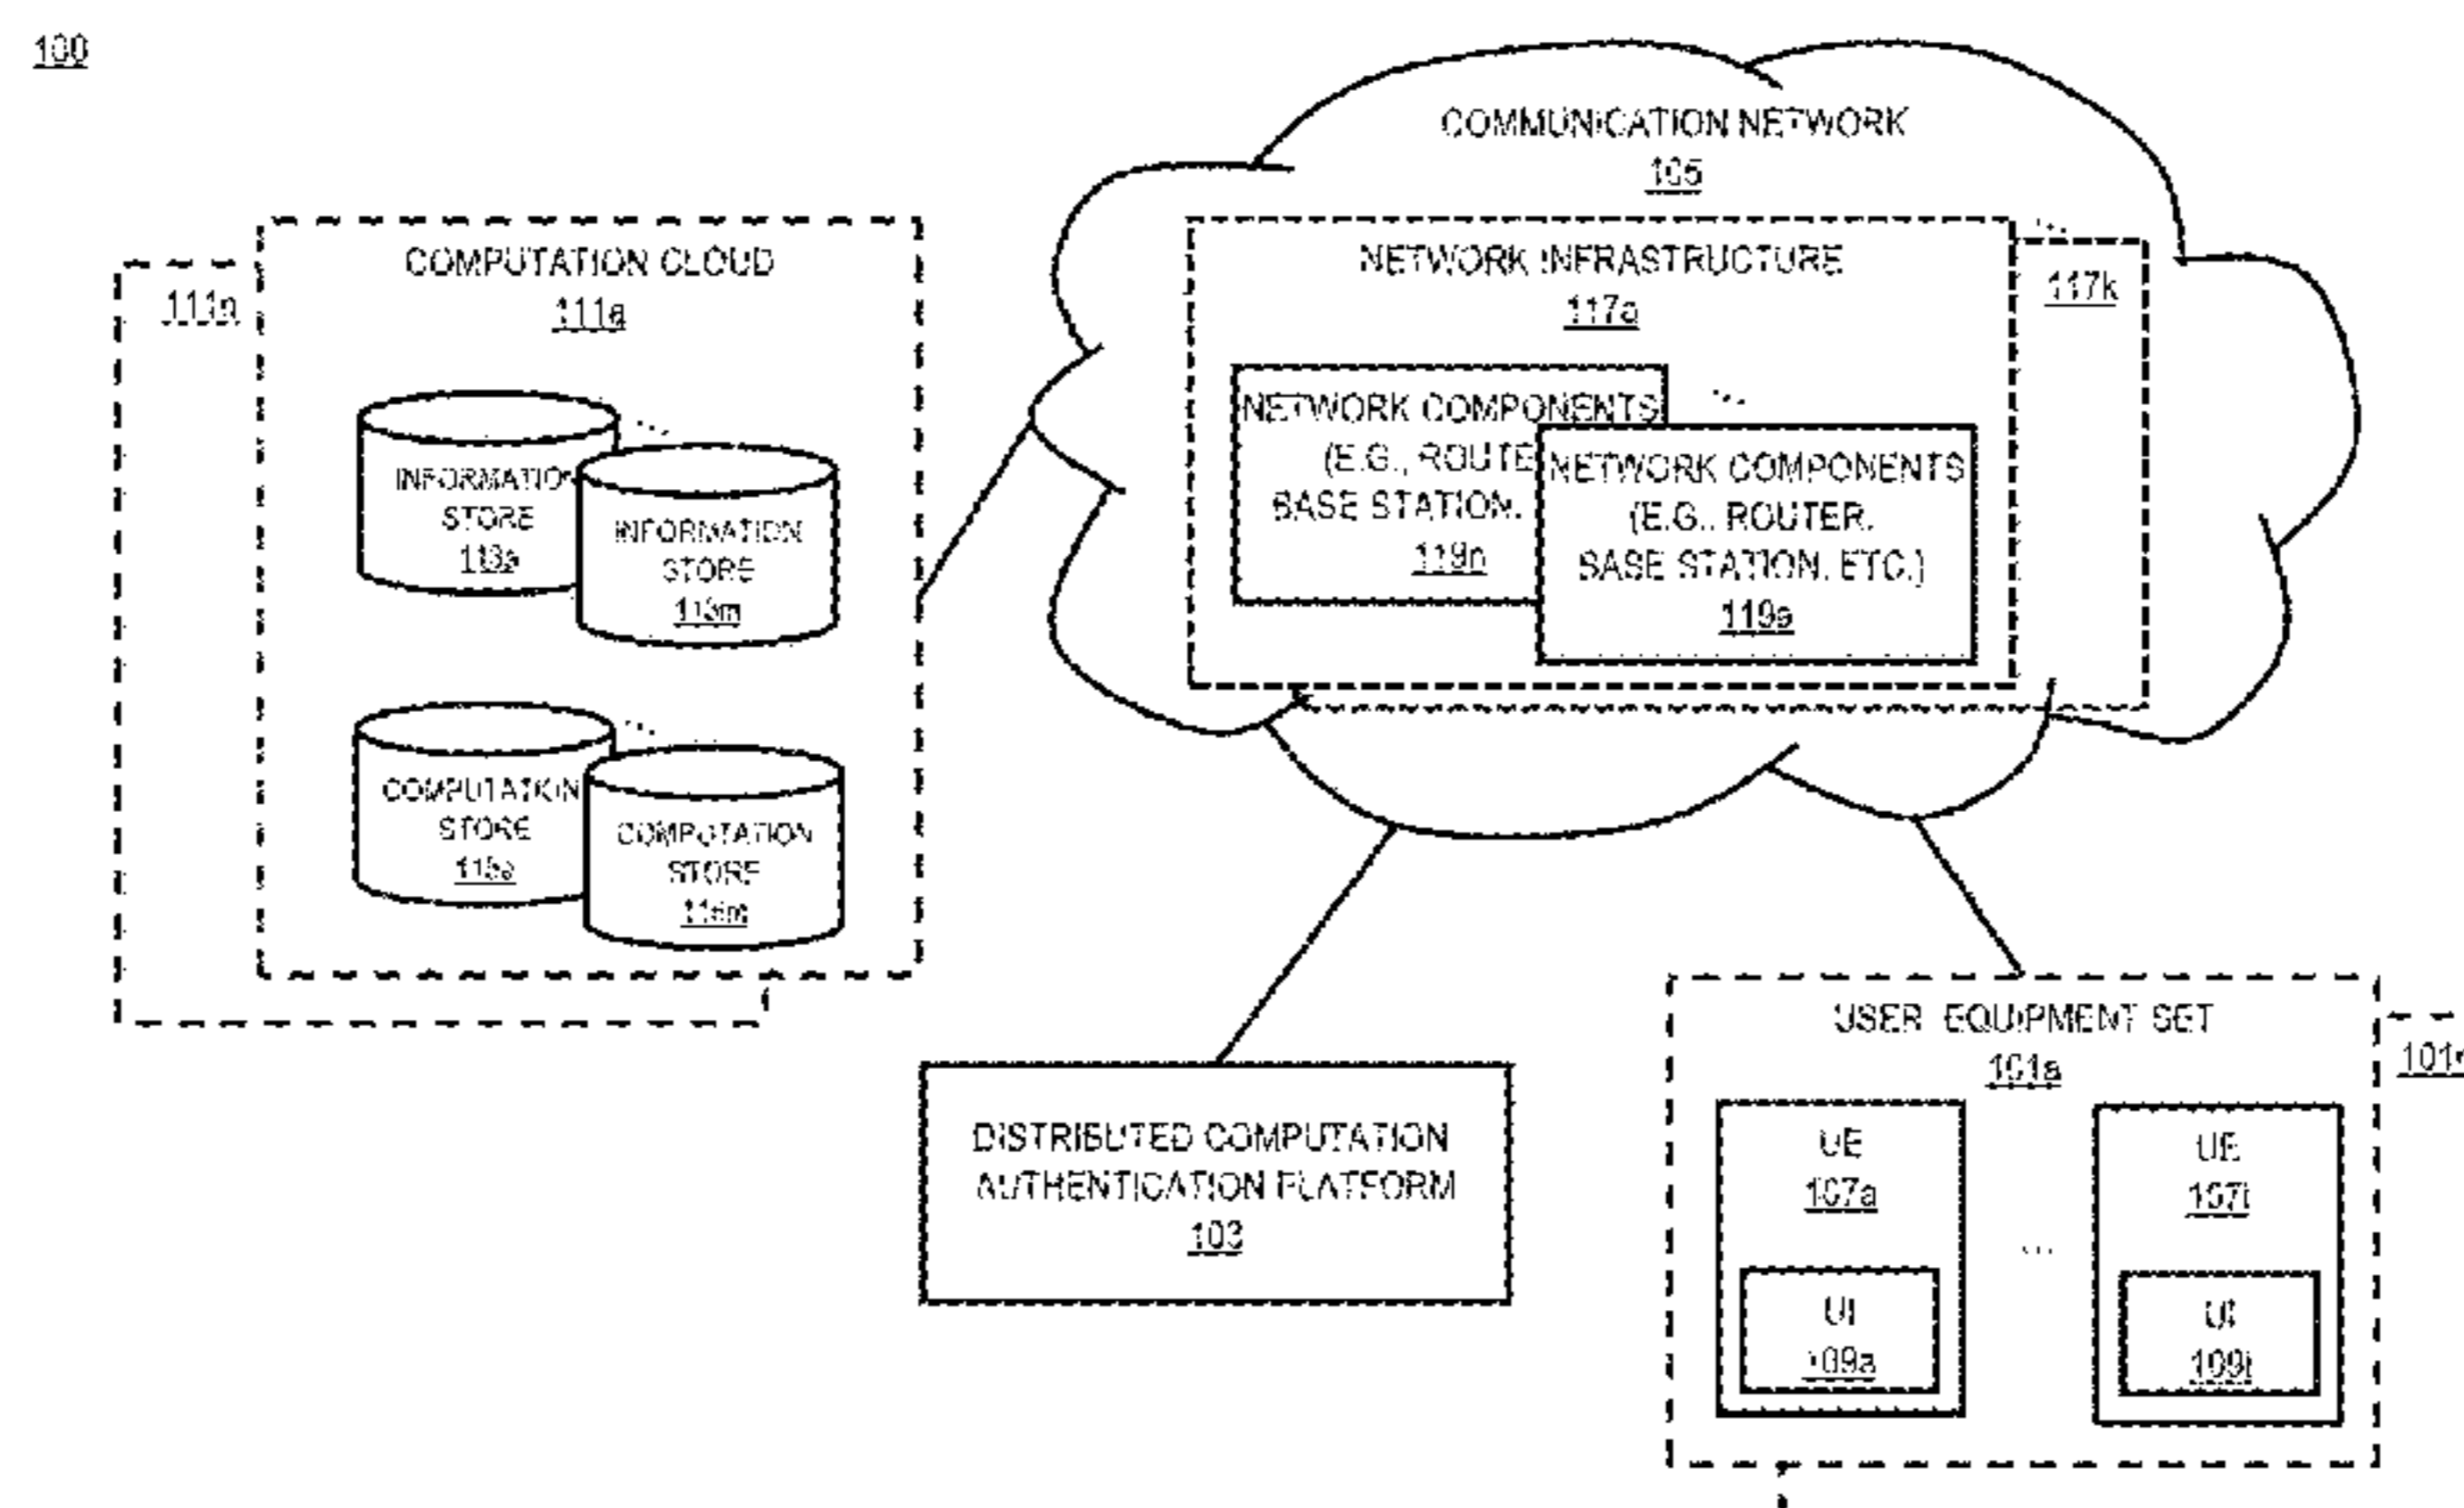 100
COMMUNICATION NETWORK
105
COMPUTATION CLOUD
111a
111n
NETWORK INFRASTRUCTURE
117a
117k
NETWORK COMPONENTS
(E.G., ROUTE
BASE STATION,
119n
NETWORK COMPONENTS
(E.G., ROUTER,
BASE STATION, ETC.)
119a
INFORMATION
STORE
113a
INFORMATION
STORE
113m
COMPUTATION
STORE
115a
COMPUTATION
STORE
115m
DISTRIBUTED COMPUTATION
AUTHENTICATION PLATFORM
103
USER EQUIPMENT SET
101a
UE
107a
UI
109a
...
UE
107i
UI
109i